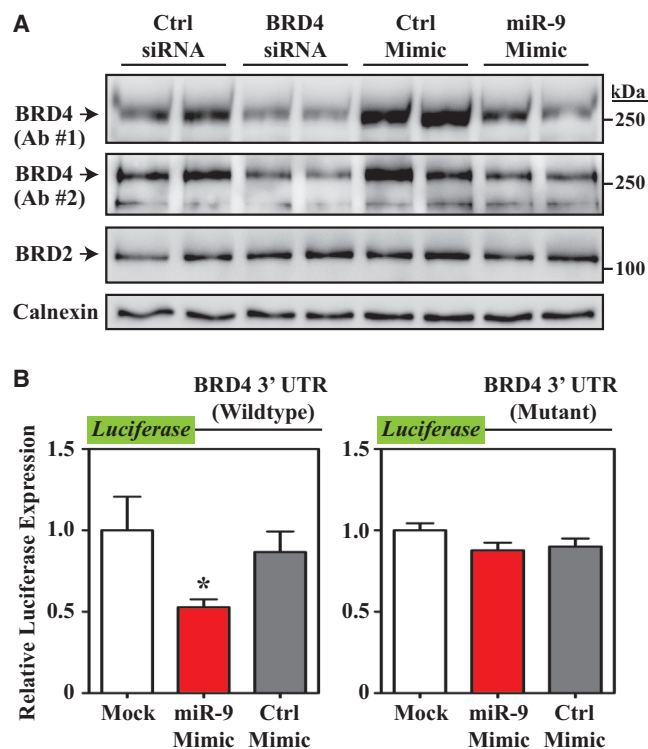 A
Ctrl BRD4 Ctrl miR-9
siRNA siRNA Mimic Mimic
kDa
BRD4
(Ab #1)
250
BRD4
(Ab #2)
250
BRD2
100
Calnexin
B
BRD4 3' UTR
(Wildtype)
Luciferase
BRD4 3' UTR
(Mutant)
Luciferase
Relative Luciferase Expression
1.5
1.0
0.5
0
*
Mock miR-9 Mimic Ctrl Mimic
1.5
1.0
0.5
0
Mock miR-9 Mimic Ctrl Mimic